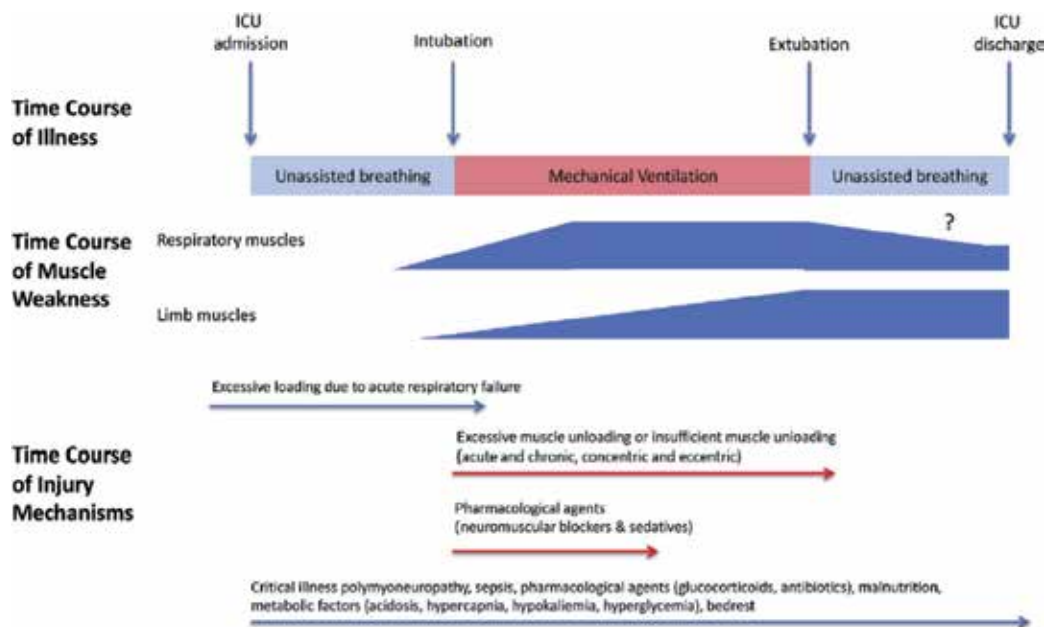 ICU
admission
Intubation
Extubation
ICU
discharge
Time Course
of Illness
Unassisted breathing
Mechanical Ventilation
Unassisted breathing
Time Course
of Muscle
Weakness
Respiratory muscles
?
Limb muscles
Excessive loading due to acute respiratory failure
Time Course
of Injury
Mechanisms
Excessive muscle unloading or insufficient muscle unloading
(acute and chronic, concentric and eccentric)
Pharmacological agents
(neuromuscular blockers & sedatives)
Critical illness polymyoneuropathy, sepsis, pharmacological agents (glucocorticoids, antibiotics), malnutrition,
metabolic factors (acidosis, hypercapnia, hypokaliemia, hyperglycemia), bedrest